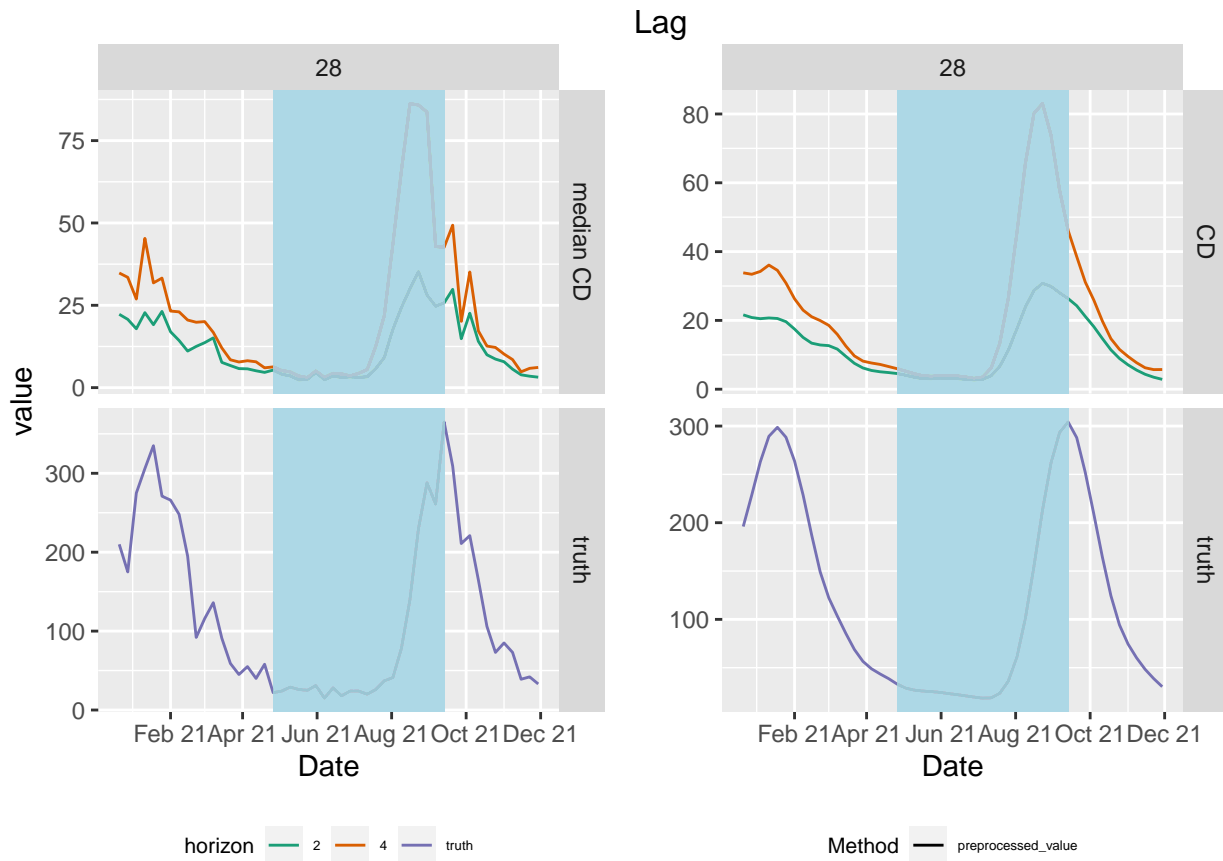 Lag
28
28
75
50
25
0
median CD
80
60
40
20
0
CD
value
300
200
100
0
truth
300
200
100
truth
Feb 21 Apr 21 Jun 21 Aug 21 Oct 21 Dec 21
Feb 21 Apr 21 Jun 21 Aug 21 Oct 21 Dec 21
Date
Date
horizon 2 4 truth
Method preprocessed_value